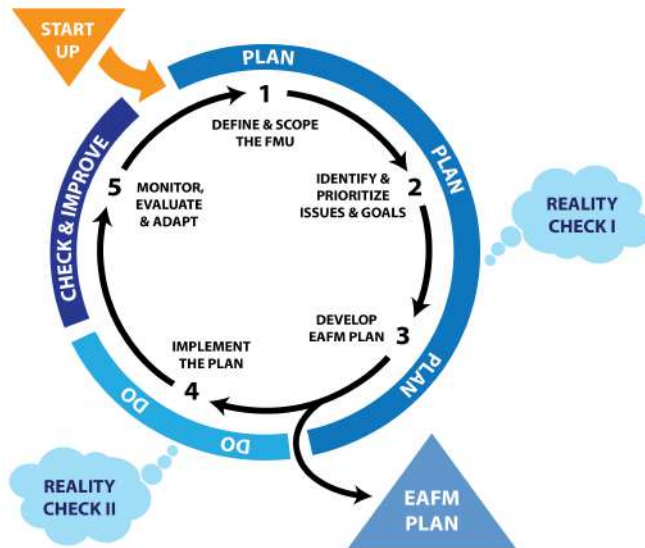 START
UP
PLAN
1
DEFINE & SCOPE
THE FMU
PLAN
2
IDENTIFY &
PRIORITIZE
ISSUES & GOALS
REALITY
CHECK I
3
DEVELOP
EAFM PLAN
PLAN
EAFM
PLAN
4
IMPLEMENT
THE PLAN
DO
DO
REALITY
CHECK II
5
MONITOR,
EVALUATE
& ADAPT
CHECK & IMPROVE